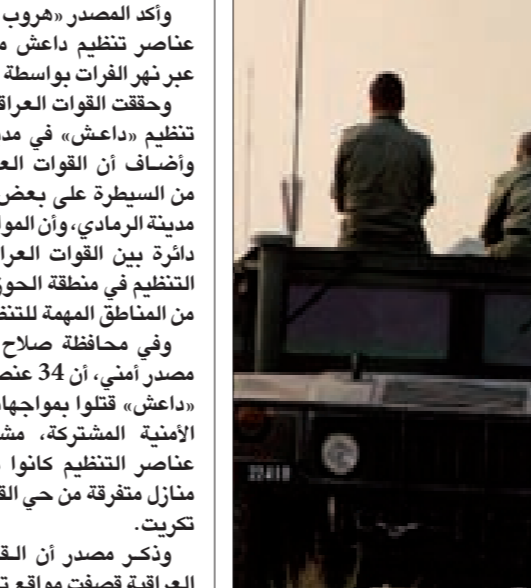 وأكد المصدر «هروب
عناصر تنظيم داعش
عبر نهر الفرات بواسطة
وحققت القوات العراق
تنظيم «داعش» في مد
وأضاف أن القوات الع
من السيطرة على بعض
مدينة الرمادي، وأن الموا
دائرة بين القوات العرا
التنظيم في منطقة الحوز
من المناطق المهمة للتنظ
وفي محافظة صلاح
مصدر أمني، أن 34 عنص
«داعش» قتلوا بمواجها
الأمنية المشتركة، مش
عناصر التنظيم كانوا
منازل متفرقة من حي الق
تكريت.
وذكر مصدر أن الق
العراقية قصفت مواقع ت